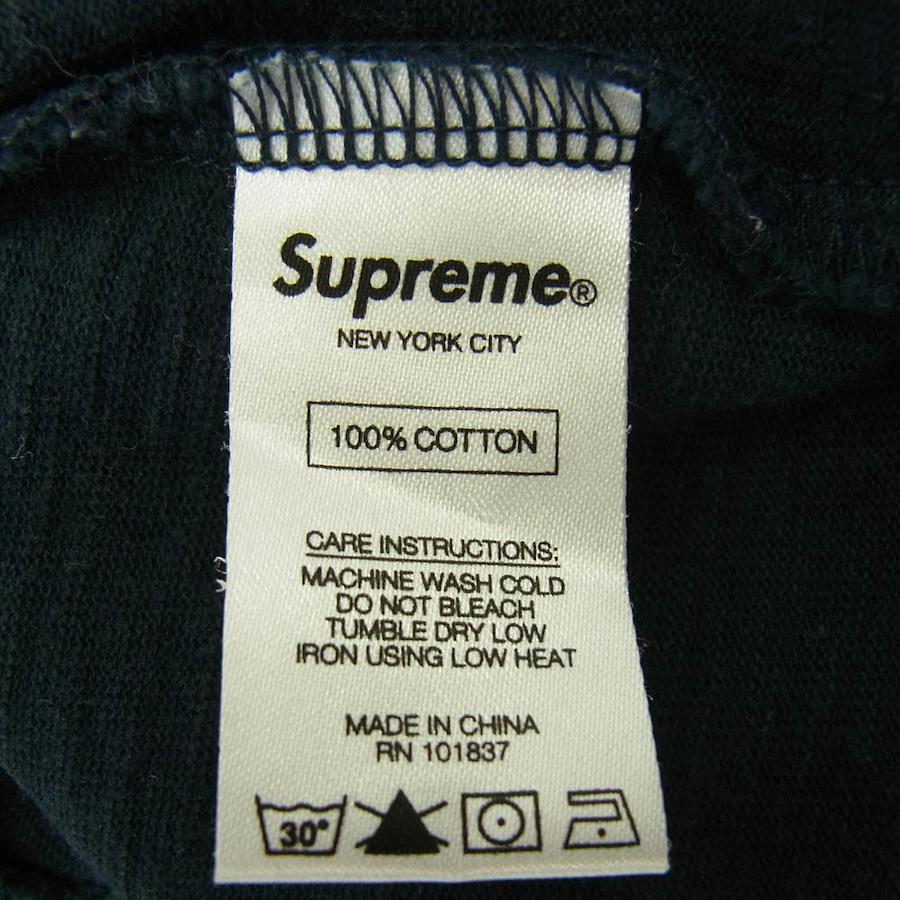 Supreme®
NEW YORK CITY
100% COTTON
CARE INSTRUCTIONS:
MACHINE WASH COLD
DO NOT BLEACH
TUMBLE DRY LOW
IRON USING LOW HEAT
MADE IN CHINA
RN 101837
30°